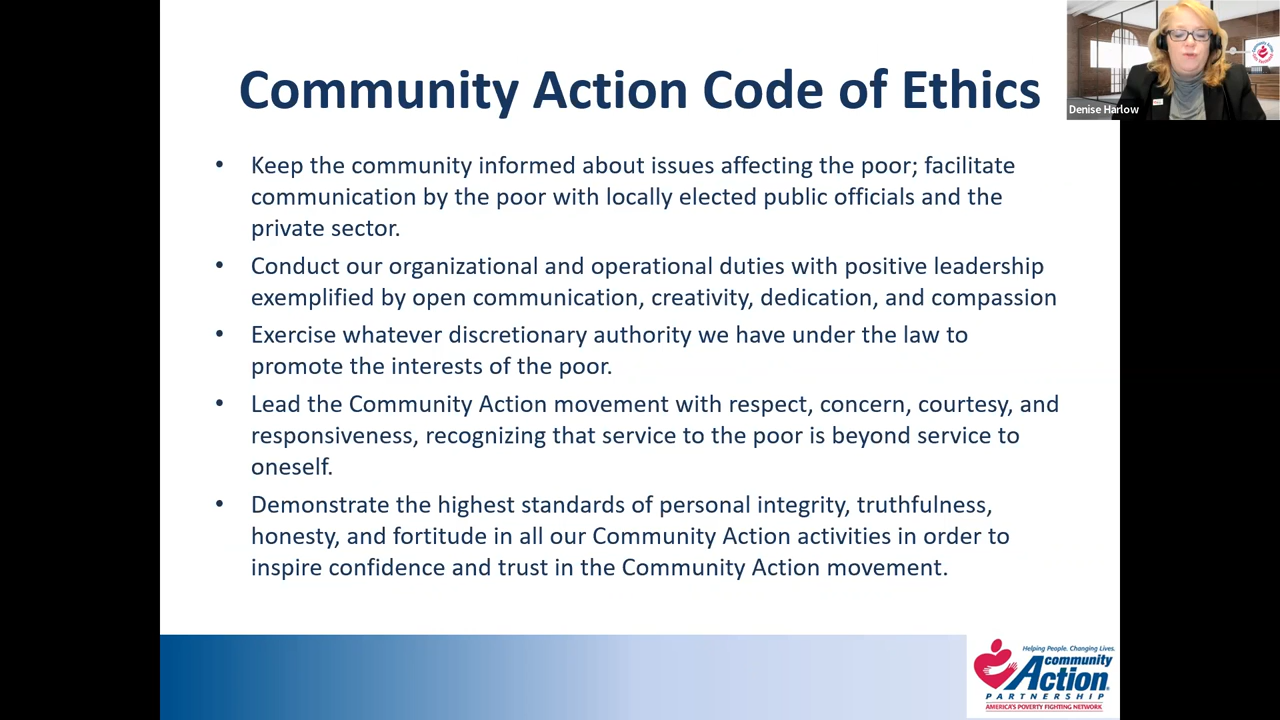 Community Action Code of Ethics
Denise Harlow
• Keep the community informed about issues affecting the poor; facilitate
communication by the poor with locally elected public officials and the
private sector.
• Conduct our organizational and operational duties with positive leadership
exemplified by open communication, creativity, dedication, and compassion
• Exercise whatever discretionary authority we have under the law to
promote the interests of the poor.
• Lead the Community Action movement with respect, concern, courtesy, and
responsiveness, recognizing that service to the poor is beyond service to
oneself.
• Demonstrate the highest standards of personal integrity, truthfulness,
honesty, and fortitude in all our Community Action activities in order to
inspire confidence and trust in the Community Action movement.
Helping People. Changing Lives.
community
Action
PARTNERSHIP
AMERICA'S POVERTY FIGHTING NETWORK